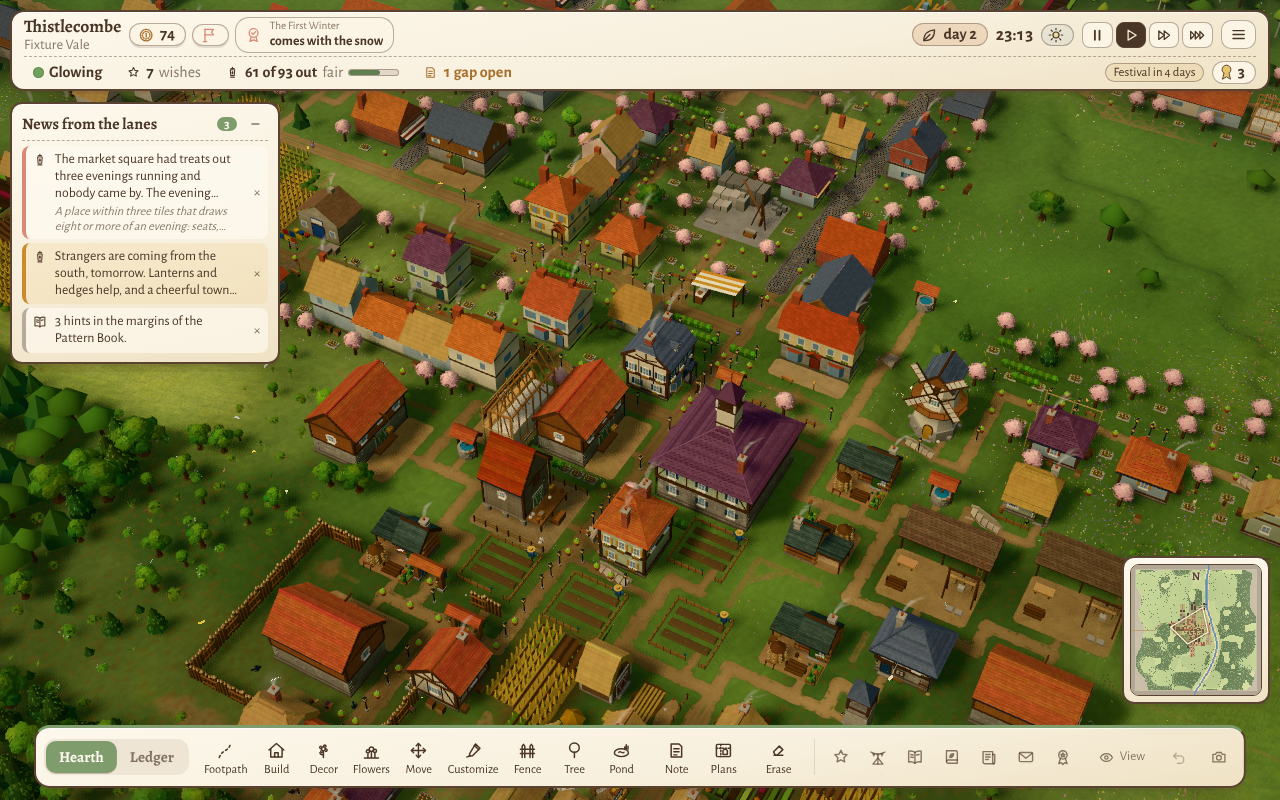 Thistlecombe
Fixture Vale
74
The First Winter
comes with the snow
day 2
23:13
Glowing
7 wishes
61 of 93 out fair
1 gap open
Festival in 4 days
3
News from the lanes
3
The market square had treats out
three evenings running and
nobody came by. The evening…
A place within three tiles that draws
eight or more of an evening: seats,…
Strangers are coming from the
south, tomorrow. Lanterns and
hedges help, and a cheerful town…
3 hints in the margins of the
Pattern Book.
N
Hearth
Ledger
Footpath
Build
Decor
Flowers
Move
Customize
Fence
Tree
Pond
Note
Plans
Erase
View